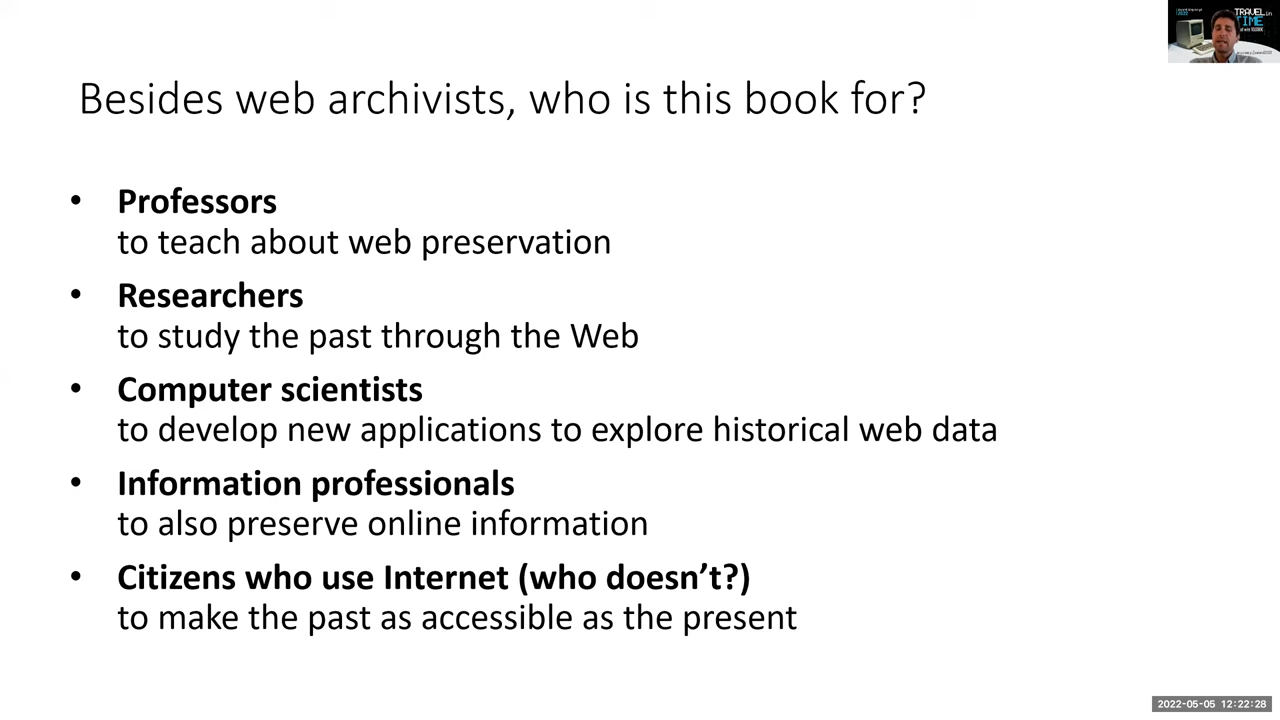 TRAVEL in
TIME
Besides web archivists, who is this book for?
• Professors
to teach about web preservation
• Researchers
to study the past through the Web
• Computer scientists
to develop new applications to explore historical web data
• Information professionals
to also preserve online information
• Citizens who use Internet (who doesn’t?)
to make the past as accessible as the present
2022-05-05 12:22:28